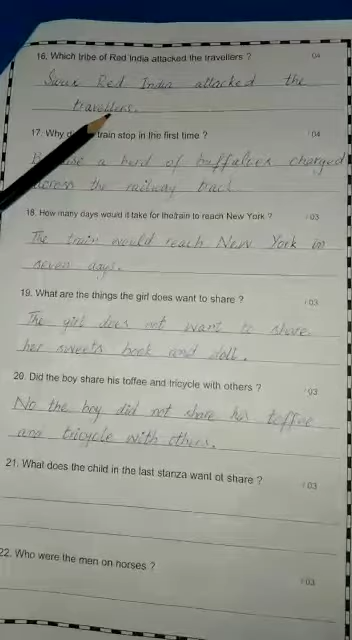 16. Which tribe of Red India attacked the travellers ? 04
Sioux Red India attacked the
travellers.
17. Why train stop in the first time ? 04
a herd of buffaloes charged
across the railway track
18. How many days would it take for thotrain to reach New York ? 03
The train would reach New York in
seven days.
19. What are the things the girl does want to share ? 03
The girl does not want to share
her sweets book and doll.
20. Did the boy share his toffee and tricycle with others ? 03
No the boy did not share his toffee
and tricycle with others.
21. What does the child in the last stanza want ot share ? 03
22. Who were the men on horses ? 03